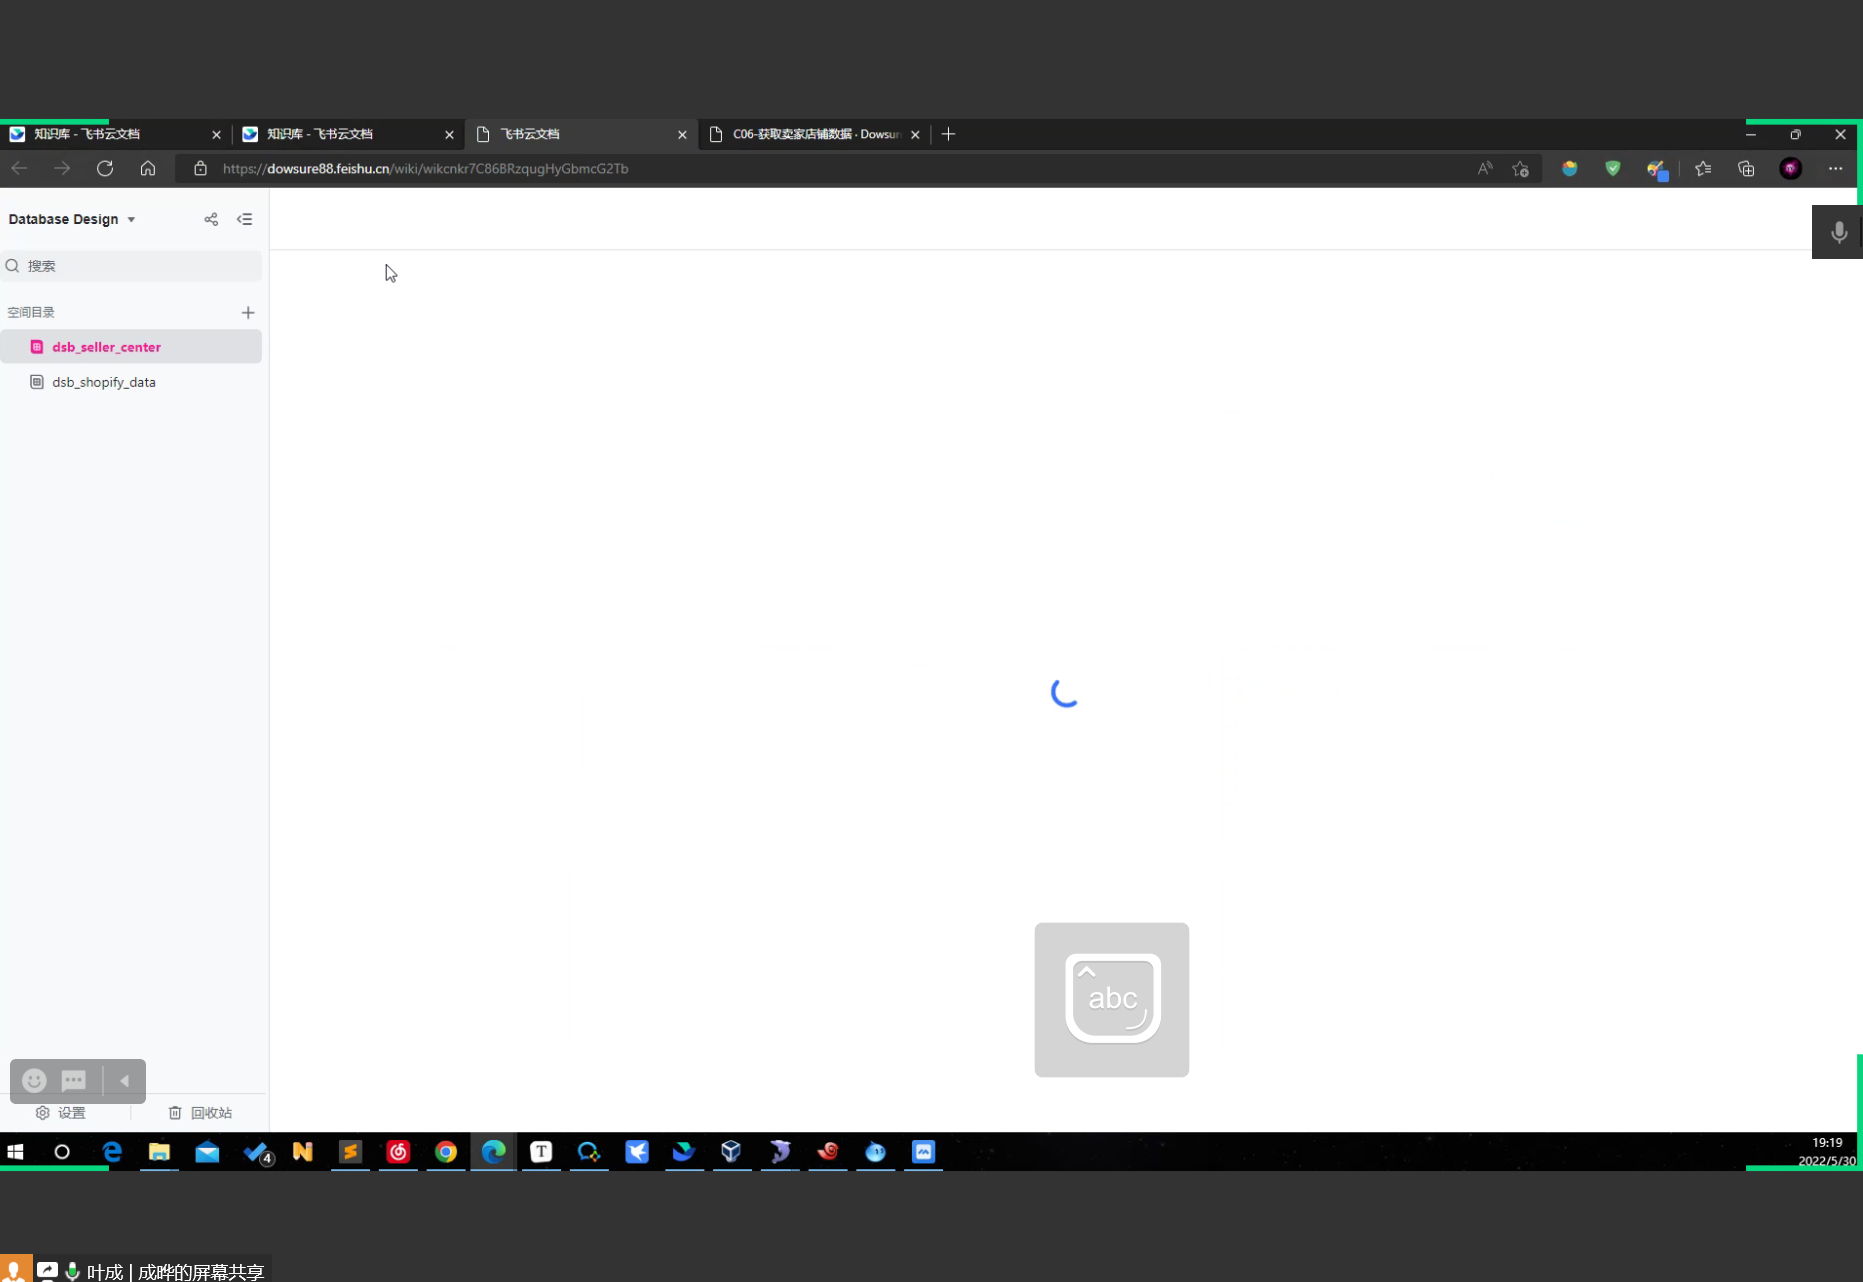 知识库 - 飞书云文档
知识库 - 飞书云文档
飞书云文档
C06-获取卖家店铺数据 · Dowsur
https://dowsure88.feishu.cn/wiki/wikcnkr7C86BRzqugHyGbmcG2Tb
Database Design
搜索
空间目录
dsb_seller_center
dsb_shopify_data
abc
设置
回收站
4
N
T
19:19
2022/5/30
叶成 | 成晔的屏幕共享